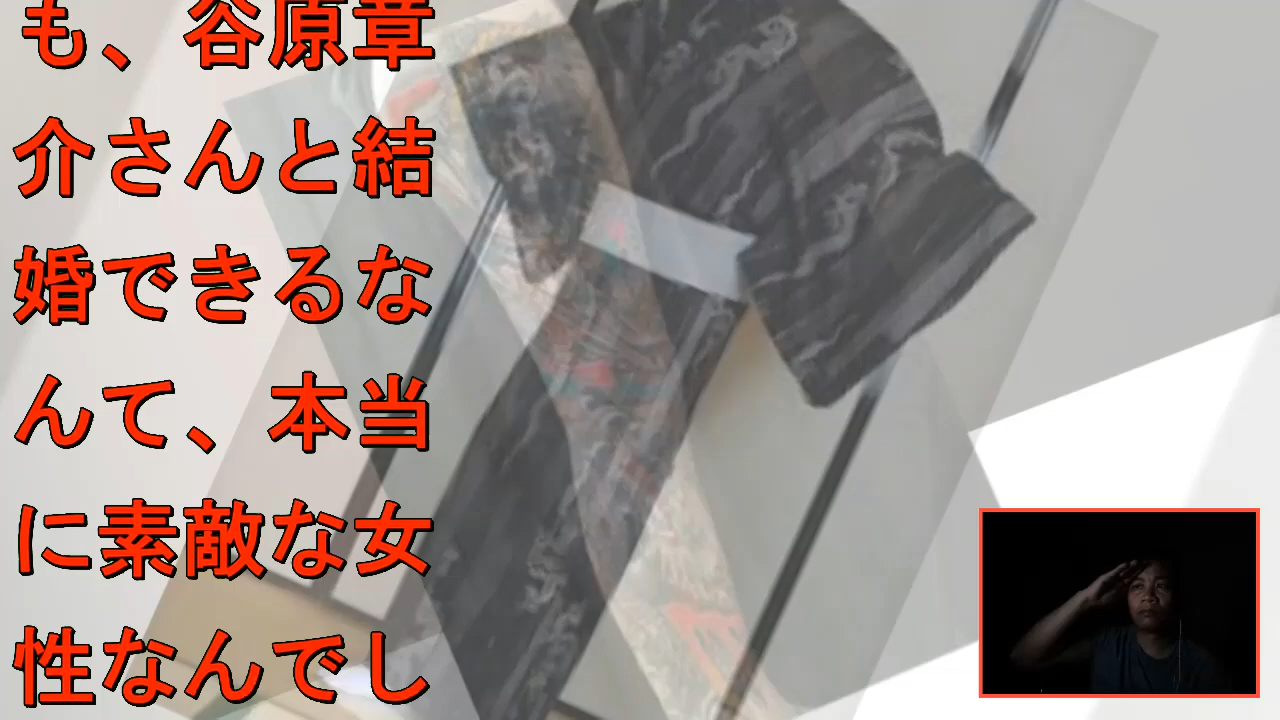 も、谷原章
介さんと結
婚できるな
んて、本当
に素敵な女
性なんでし